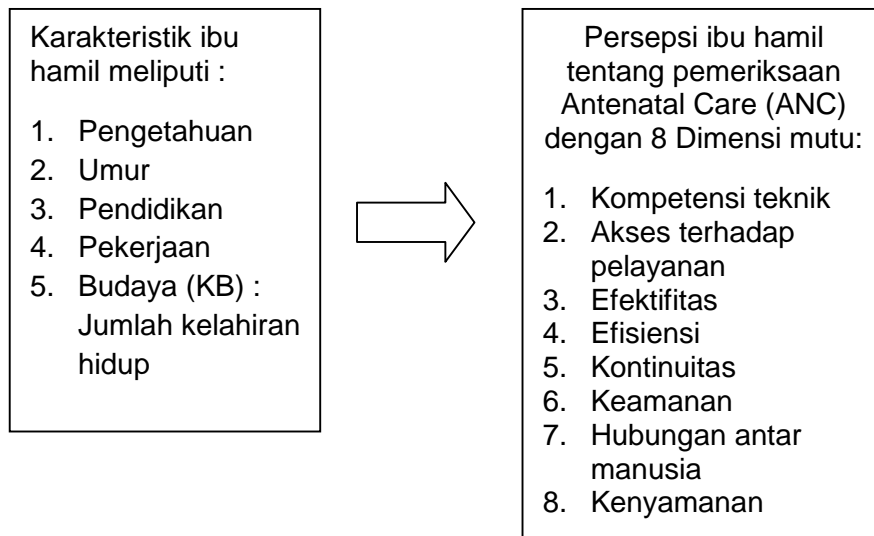 Karakteristik ibu
hamil meliputi :
1. Pengetahuan
2. Umur
3. Pendidikan
4. Pekerjaan
5. Budaya (KB) :
Jumlah kelahiran
hidup
Persepsi ibu hamil
tentang pemeriksaan
Antenatal Care (ANC)
dengan 8 Dimensi mutu:
1. Kompetensi teknik
2. Akses terhadap
pelayanan
3. Efektifitas
4. Efisiensi
5. Kontinuitas
6. Keamanan
7. Hubungan antar
manusia
8. Kenyamanan